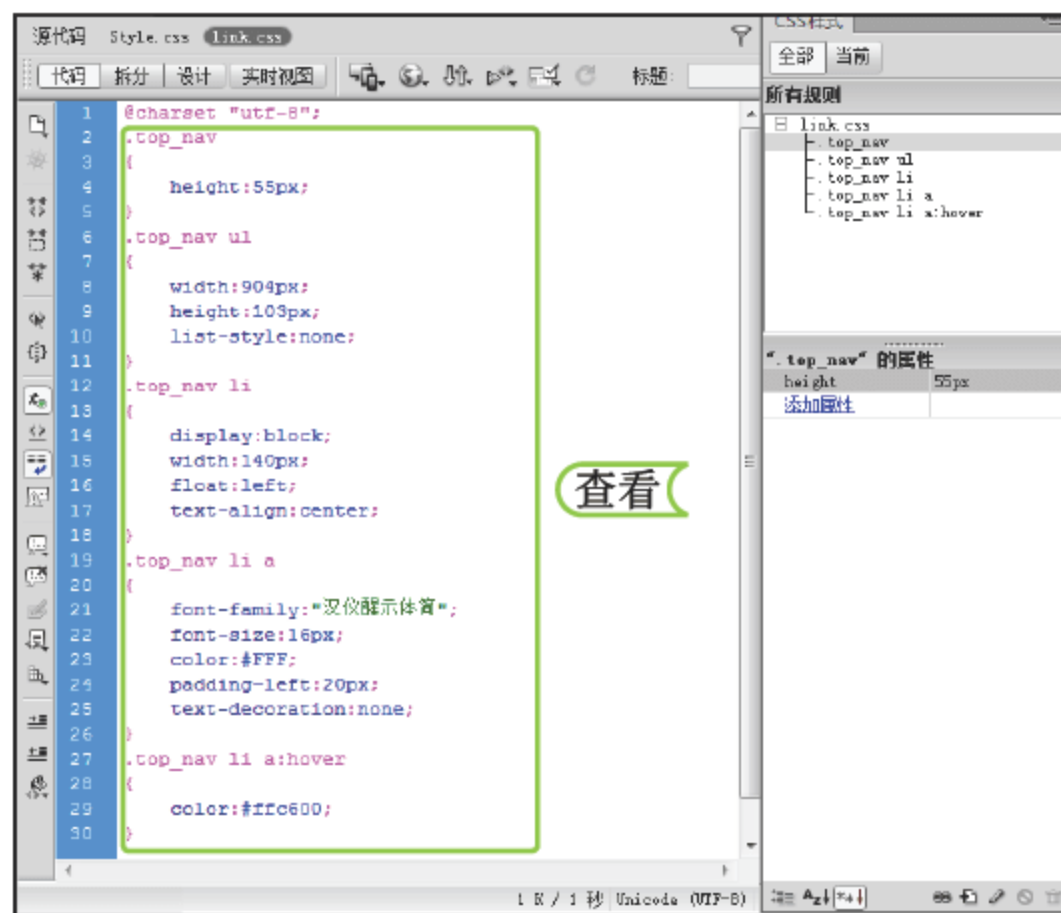 源代码 Style.css link.css
代码 拆分 设计 实时视图 标题:
1 @charset "utf-8";
2 .top_nav
3 {
4 height:55px;
5 }
6 .top_nav ul
7 {
8 width:904px;
9 height:103px;
10 list-style:none;
11 }
12 .top_nav li
13 {
14 display:block;
15 width:140px;
16 float:left;
17 text-align:center;
18 }
19 .top_nav li a
20 {
21 font-family:"汉仪醒示体简";
22 font-size:16px;
23 color:#FFF;
24 padding-left:20px;
25 text-decoration:none;
26 }
27 .top_nav li a:hover
28 {
29 color:#ffc600;
30 }
查看
1 K / 1 秒 Unicode (UTF-8)
CSS样式
全部 当前
所有规则
link.css
.top_nav
.top_nav ul
.top_nav li
.top_nav li a
.top_nav li a:hover
".top_nav" 的属性
height 55px
添加属性